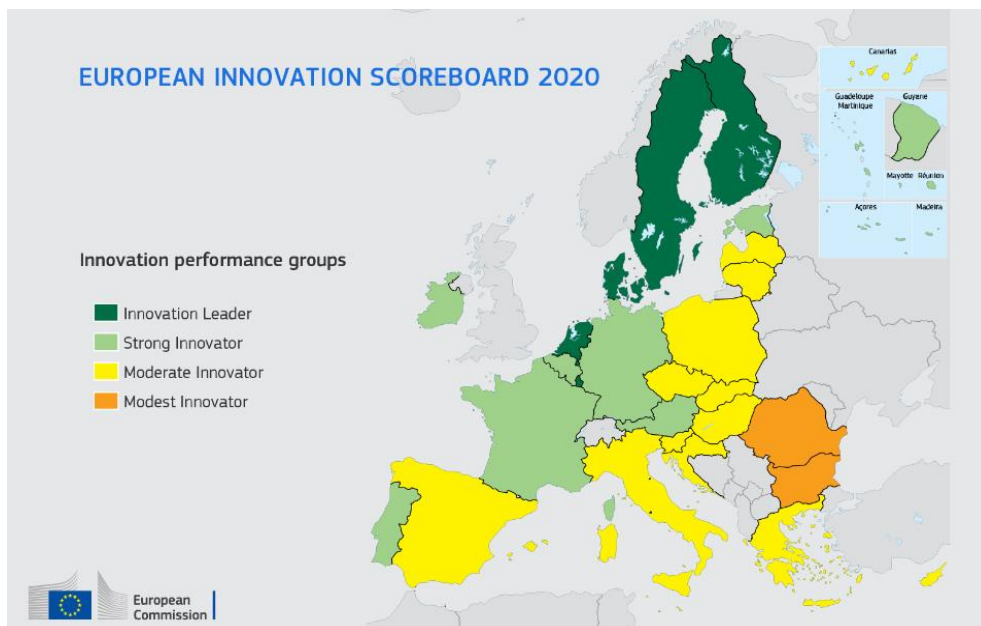 EUROPEAN INNOVATION SCOREBOARD 2020
Canarias
Guadeloupe
Martinique
Guyane
Mayotte
Réunion
Açores
Madeira
Innovation performance groups
Innovation Leader
Strong Innovator
Moderate Innovator
Modest Innovator
European
Commission